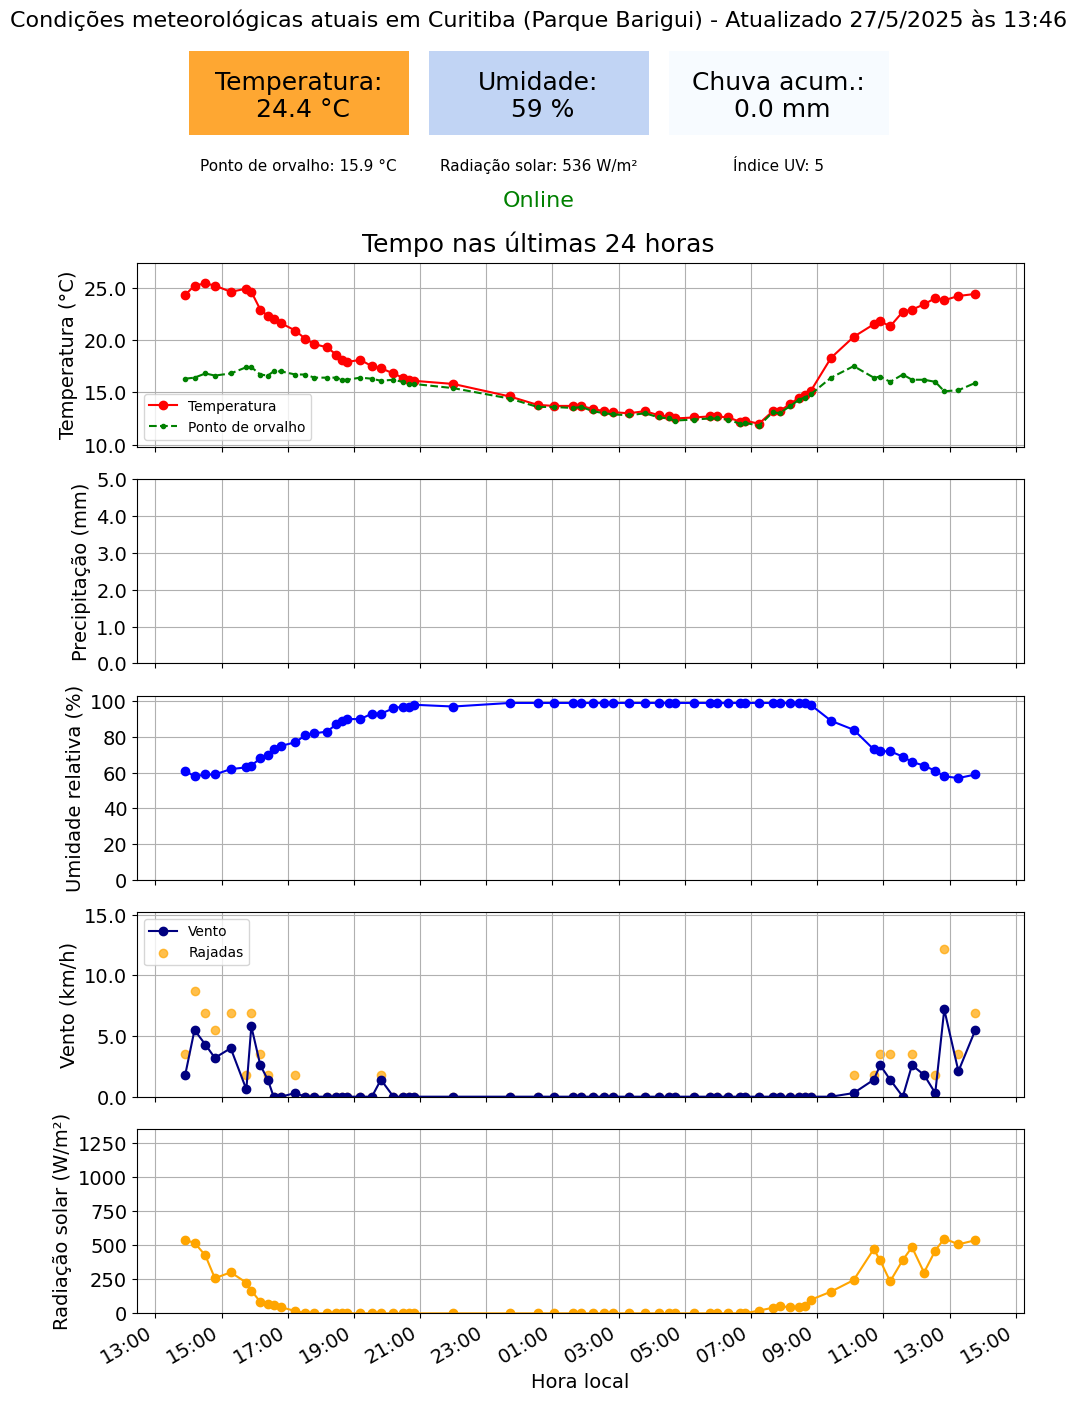 Condições meteorológicas atuais em Curitiba (Parque Barigui) - Atualizado 27/5/2025 às 13:46
Temperatura:
24.4 °C
Umidade:
59 %
Chuva acum.:
0.0 mm
Ponto de orvalho: 15.9 °C
Radiação solar: 536 W/m²
Índice UV: 5
Online
Tempo nas últimas 24 horas
Temperatura (°C)
25.0
20.0
15.0
10.0
Temperatura
Ponto de orvalho
Precipitação (mm)
5.0
4.0
3.0
2.0
1.0
0.0
Umidade relativa (%)
100
80
60
40
20
0
Vento (km/h)
15.0
10.0
5.0
0.0
Vento
Rajadas
Radiação solar (W/m²)
1250
1000
750
500
250
0
13:00
15:00
17:00
19:00
21:00
23:00
01:00
03:00
05:00
07:00
09:00
11:00
13:00
15:00
Hora local